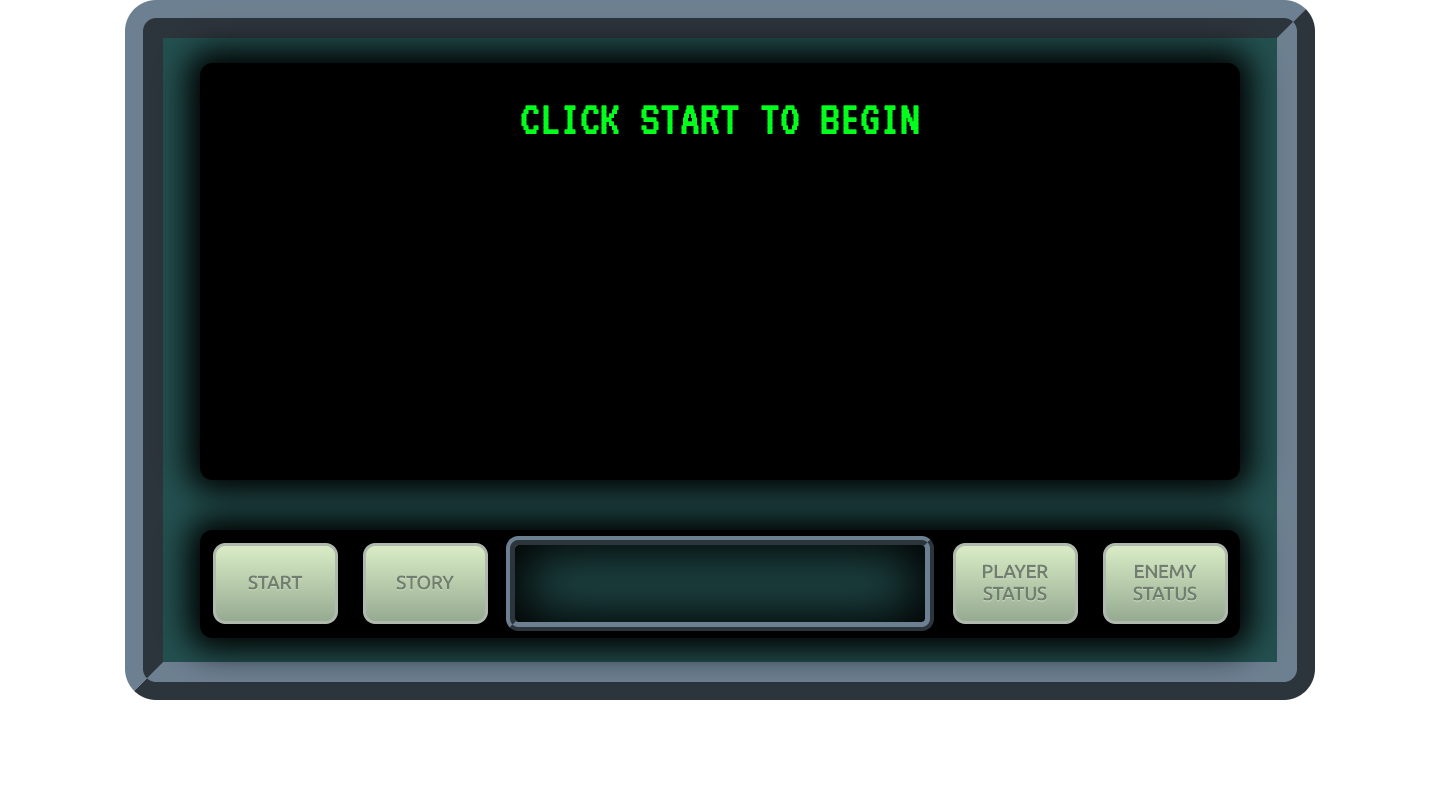 CLICK START TO BEGIN
START
STORY
PLAYER
STATUS
ENEMY
STATUS